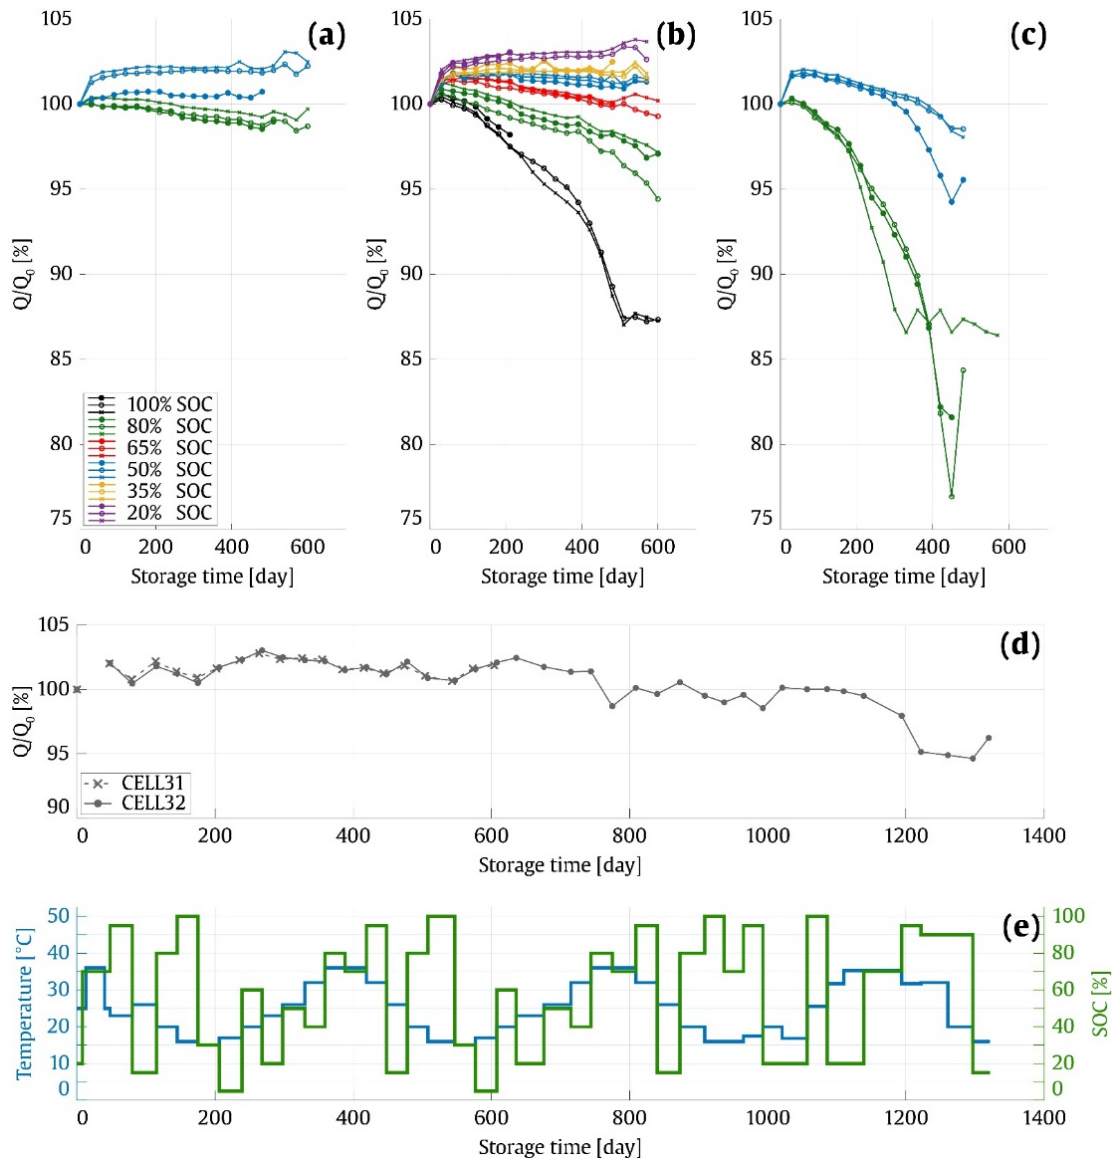 (a)
105
100
95
90
85
80
75
Q/Q₀ [%]
100% SOC
80% SOC
65% SOC
50% SOC
35% SOC
20% SOC
0 200 400 600
Storage time [day]
(b)
105
100
95
90
85
80
75
Q/Q₀ [%]
0 200 400 600
Storage time [day]
(c)
105
100
95
90
85
80
75
Q/Q₀ [%]
0 200 400 600
Storage time [day]
(d)
105
100
95
90
Q/Q₀ [%]
CELL31
CELL32
0 200 400 600 800 1000 1200 1400
Storage time [day]
(e)
50
40
30
20
10
0
Temperature [°C]
100
80
60
40
20
0
SOC [%]
0 200 400 600 800 1000 1200 1400
Storage time [day]